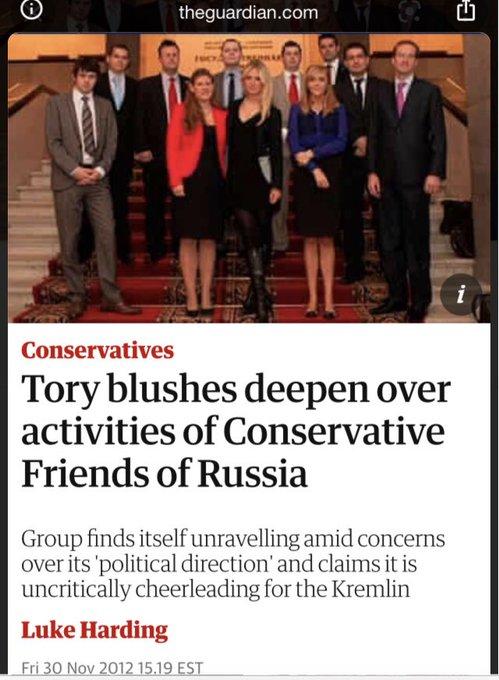 theguardian.com
i
Conservatives
Tory blushes deepen over
activities of Conservative
Friends of Russia
Group finds itself unravelling amid concerns
over its 'political direction' and claims it is
uncritically cheerleading for the Kremlin
Luke Harding
Fri 30 Nov 2012 15.19 EST